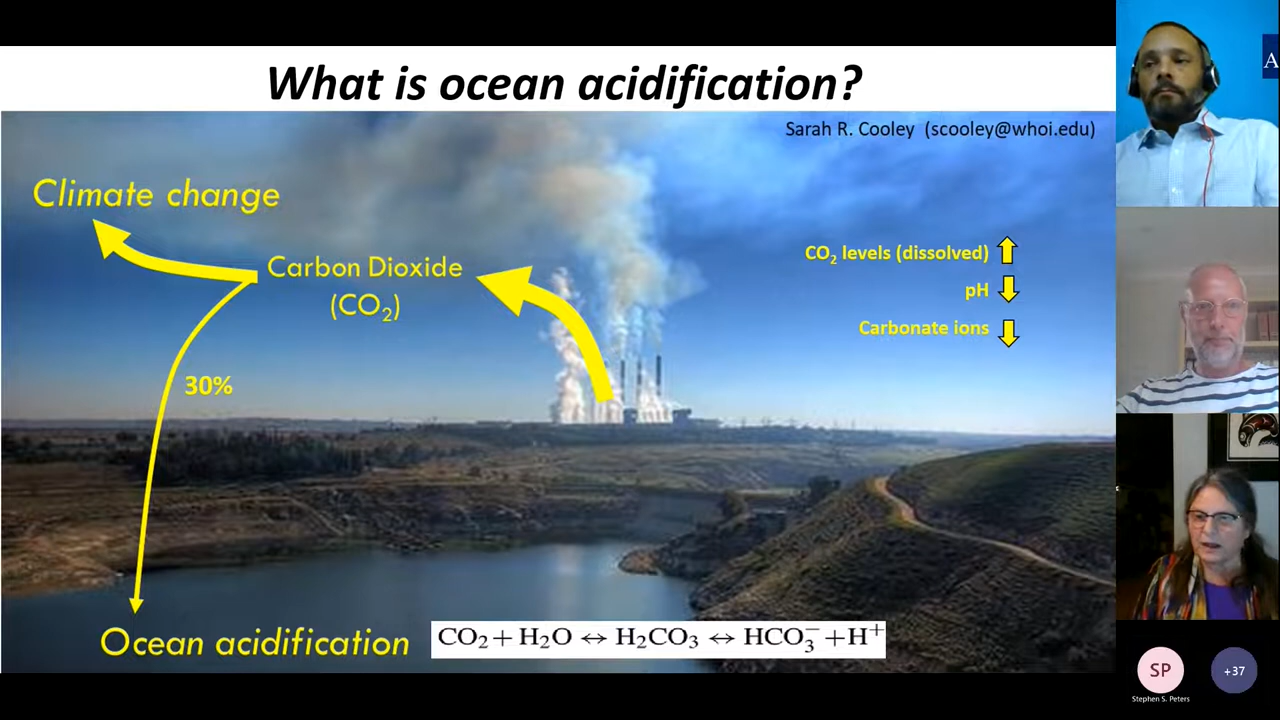 What is ocean acidification?
Sarah R. Cooley (scooley@whoi.edu)
Climate change
Carbon Dioxide
(CO₂)
CO₂ levels (dissolved)
pH
Carbonate ions
30%
Ocean acidification
CO₂ + H₂O ↔ H₂CO₃ ↔ HCO₃⁻ + H⁺
A
SP
Stephen S. Peters
+37